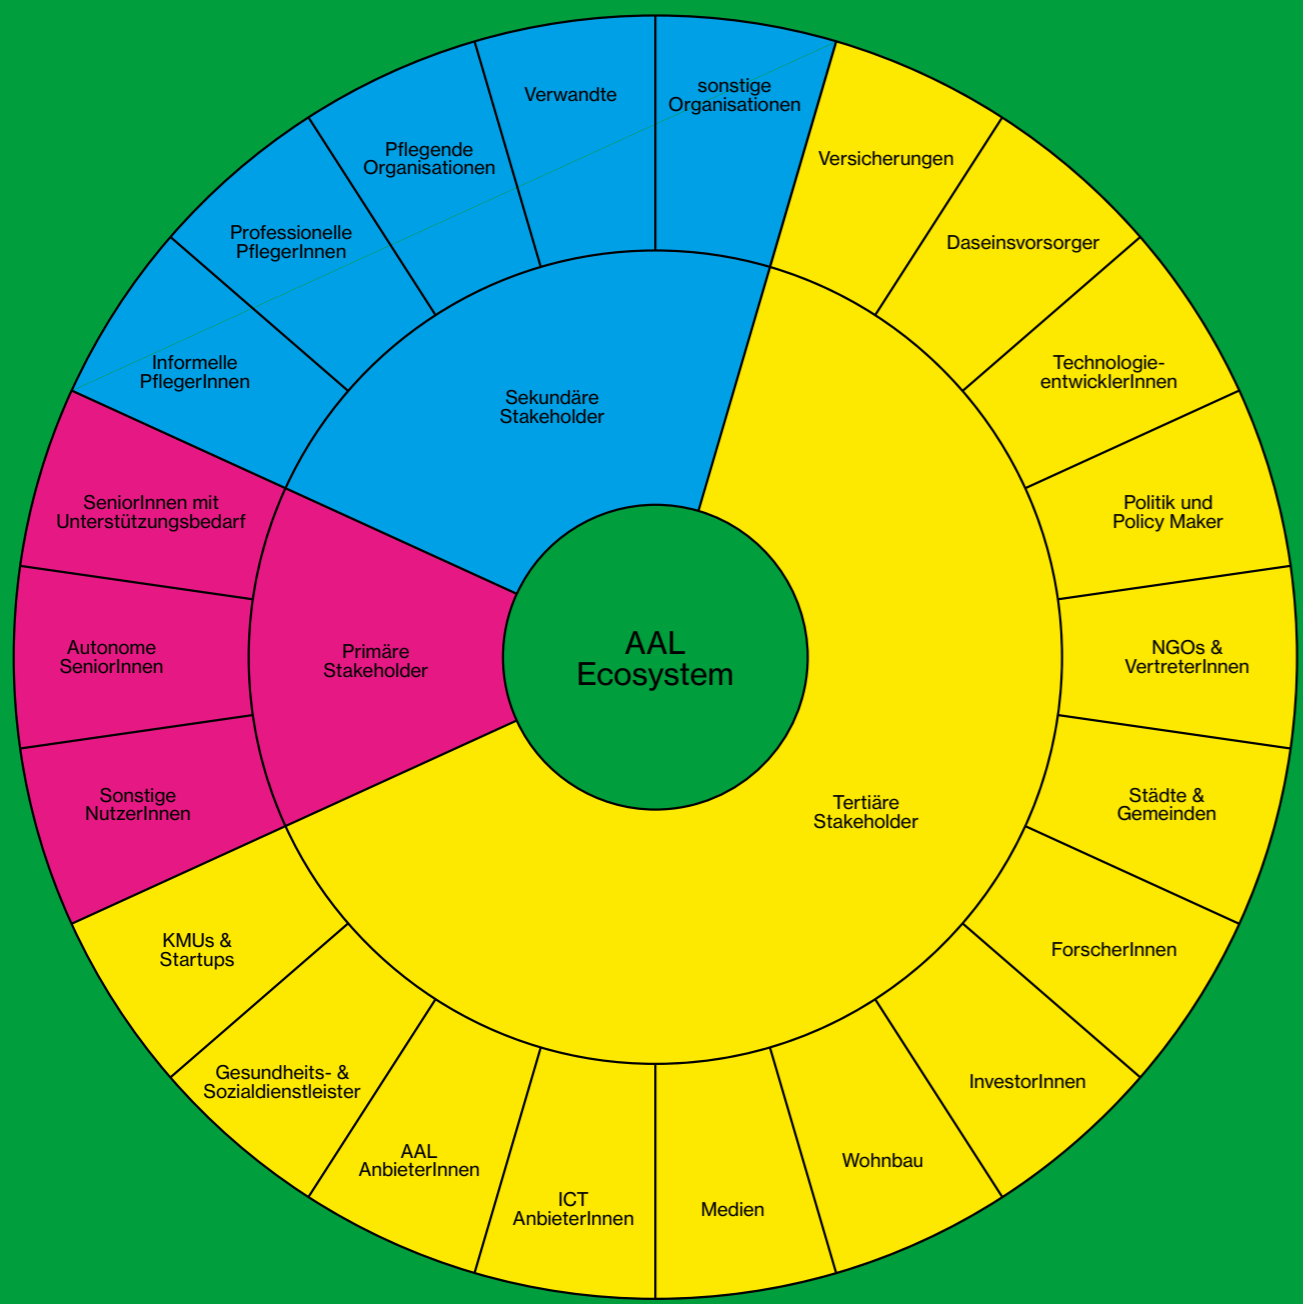 AAL
Ecosystem
Primäre
Stakeholder
Sekundäre
Stakeholder
Tertiäre
Stakeholder
SeniorInnen mit
Unterstützungsbedarf
Autonome
SeniorInnen
Sonstige
NutzerInnen
Informelle
PflegerInnen
Professionelle
PflegerInnen
Pflegende
Organisationen
Verwandte
sonstige
Organisationen
Versicherungen
Daseinsvorsorger
Technologie-
entwicklerInnen
Politik und
Policy Maker
NGOs &
VertreterInnen
Städte &
Gemeinden
ForscherInnen
InvestorInnen
Wohnbau
Medien
ICT
AnbieterInnen
AAL
AnbieterInnen
Gesundheits- &
Sozialdienstleister
KMUs &
Startups